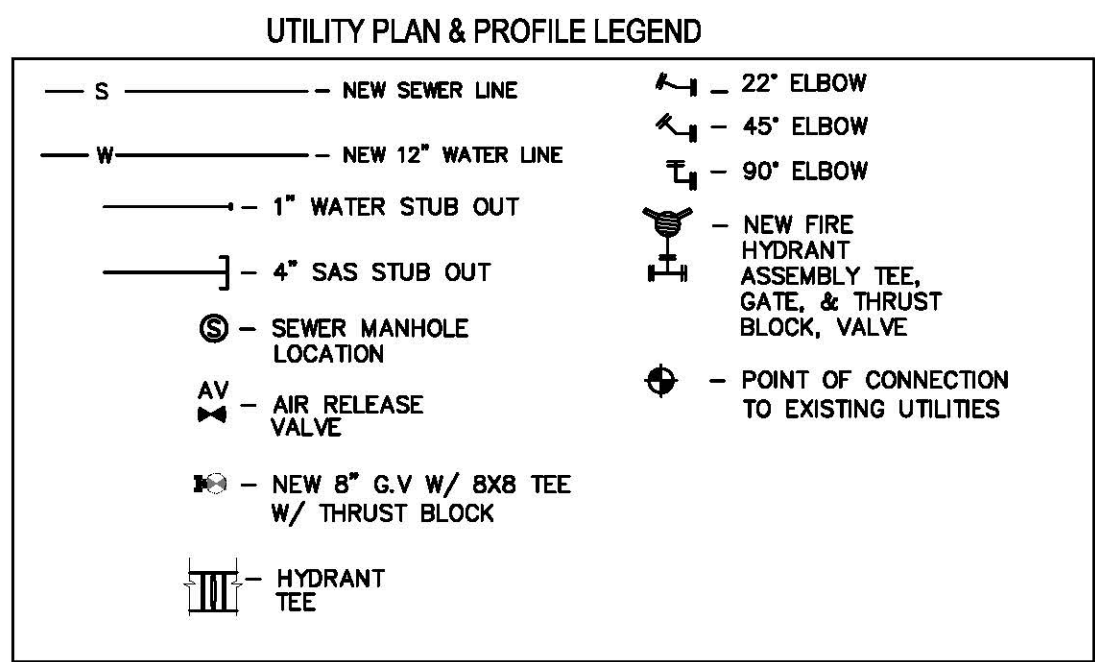 UTILITY PLAN & PROFILE LEGEND
S – NEW SEWER LINE
W – NEW 12" WATER LINE
– 1" WATER STUB OUT
– 4" SAS STUB OUT
S – SEWER MANHOLE
LOCATION
AV
– AIR RELEASE
VALVE
– NEW 8" G.V W/ 8X8 TEE
W/ THRUST BLOCK
– HYDRANT
TEE
– 22° ELBOW
– 45° ELBOW
– 90° ELBOW
– NEW FIRE
HYDRANT
ASSEMBLY TEE,
GATE, & THRUST
BLOCK, VALVE
– POINT OF CONNECTION
TO EXISTING UTILITIES